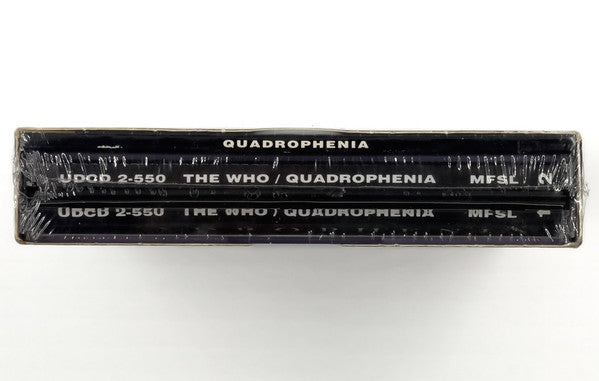 QUADROPHENIA
UDCD 2-550 THE WHO / QUADROPHENIA MFSL 2
UDCD 2-550 THE WHO / QUADROPHENIA MFSL 1